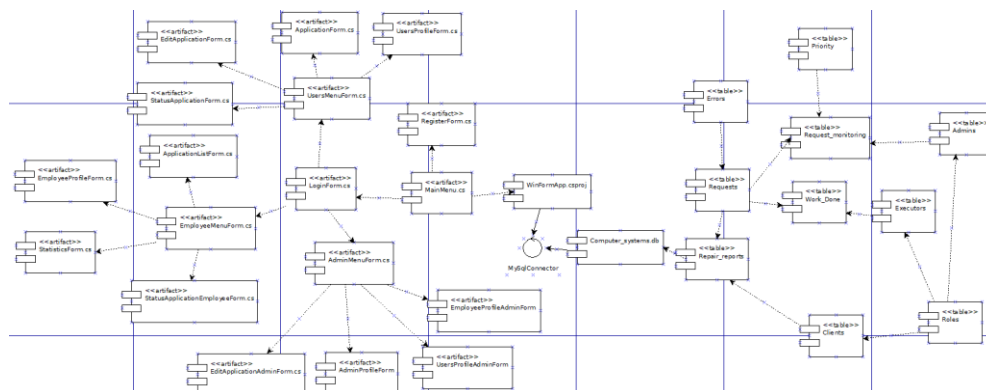 <<artifact>>
EditApplicationForm.cs
<<artifact>>
ApplicationForm.cs
<<artifact>>
UsersProfileForm.cs
<<table>>
Priority
<<artifact>>
StatusApplicationForm.cs
<<artifact>>
UsersMenuForm.cs
<<table>>
Errors
<<artifact>>
RegisterForm.cs
<<table>>
Request_monitoring
<<table>>
Admins
<<artifact>>
ApplicationListForm.cs
<<artifact>>
EmployeeProfileForm.cs
<<artifact>>
LoginForm.cs
<<artifact>>
MainMenu.cs
WinFormApp.csproj
<<table>>
Requests
<<table>>
Work_Done
<<table>>
Executors
<<artifact>>
EmployeeMenuForm.cs
<<artifact>>
StatisticsForm.cs
<<artifact>>
AdminMenuForm.cs
MySqlConnector
Computer_systems.db
<<table>>
Repair_reports
<<artifact>>
StatusApplicationEmployeeForm.cs
<<artifact>>
EmployeeProfileAdminForm
<<table>>
Clients
<<table>>
Roles
<<artifact>>
EditApplicationAdminForm.cs
<<artifact>>
AdminProfileForm.cs
<<artifact>>
UsersProfileAdminForm